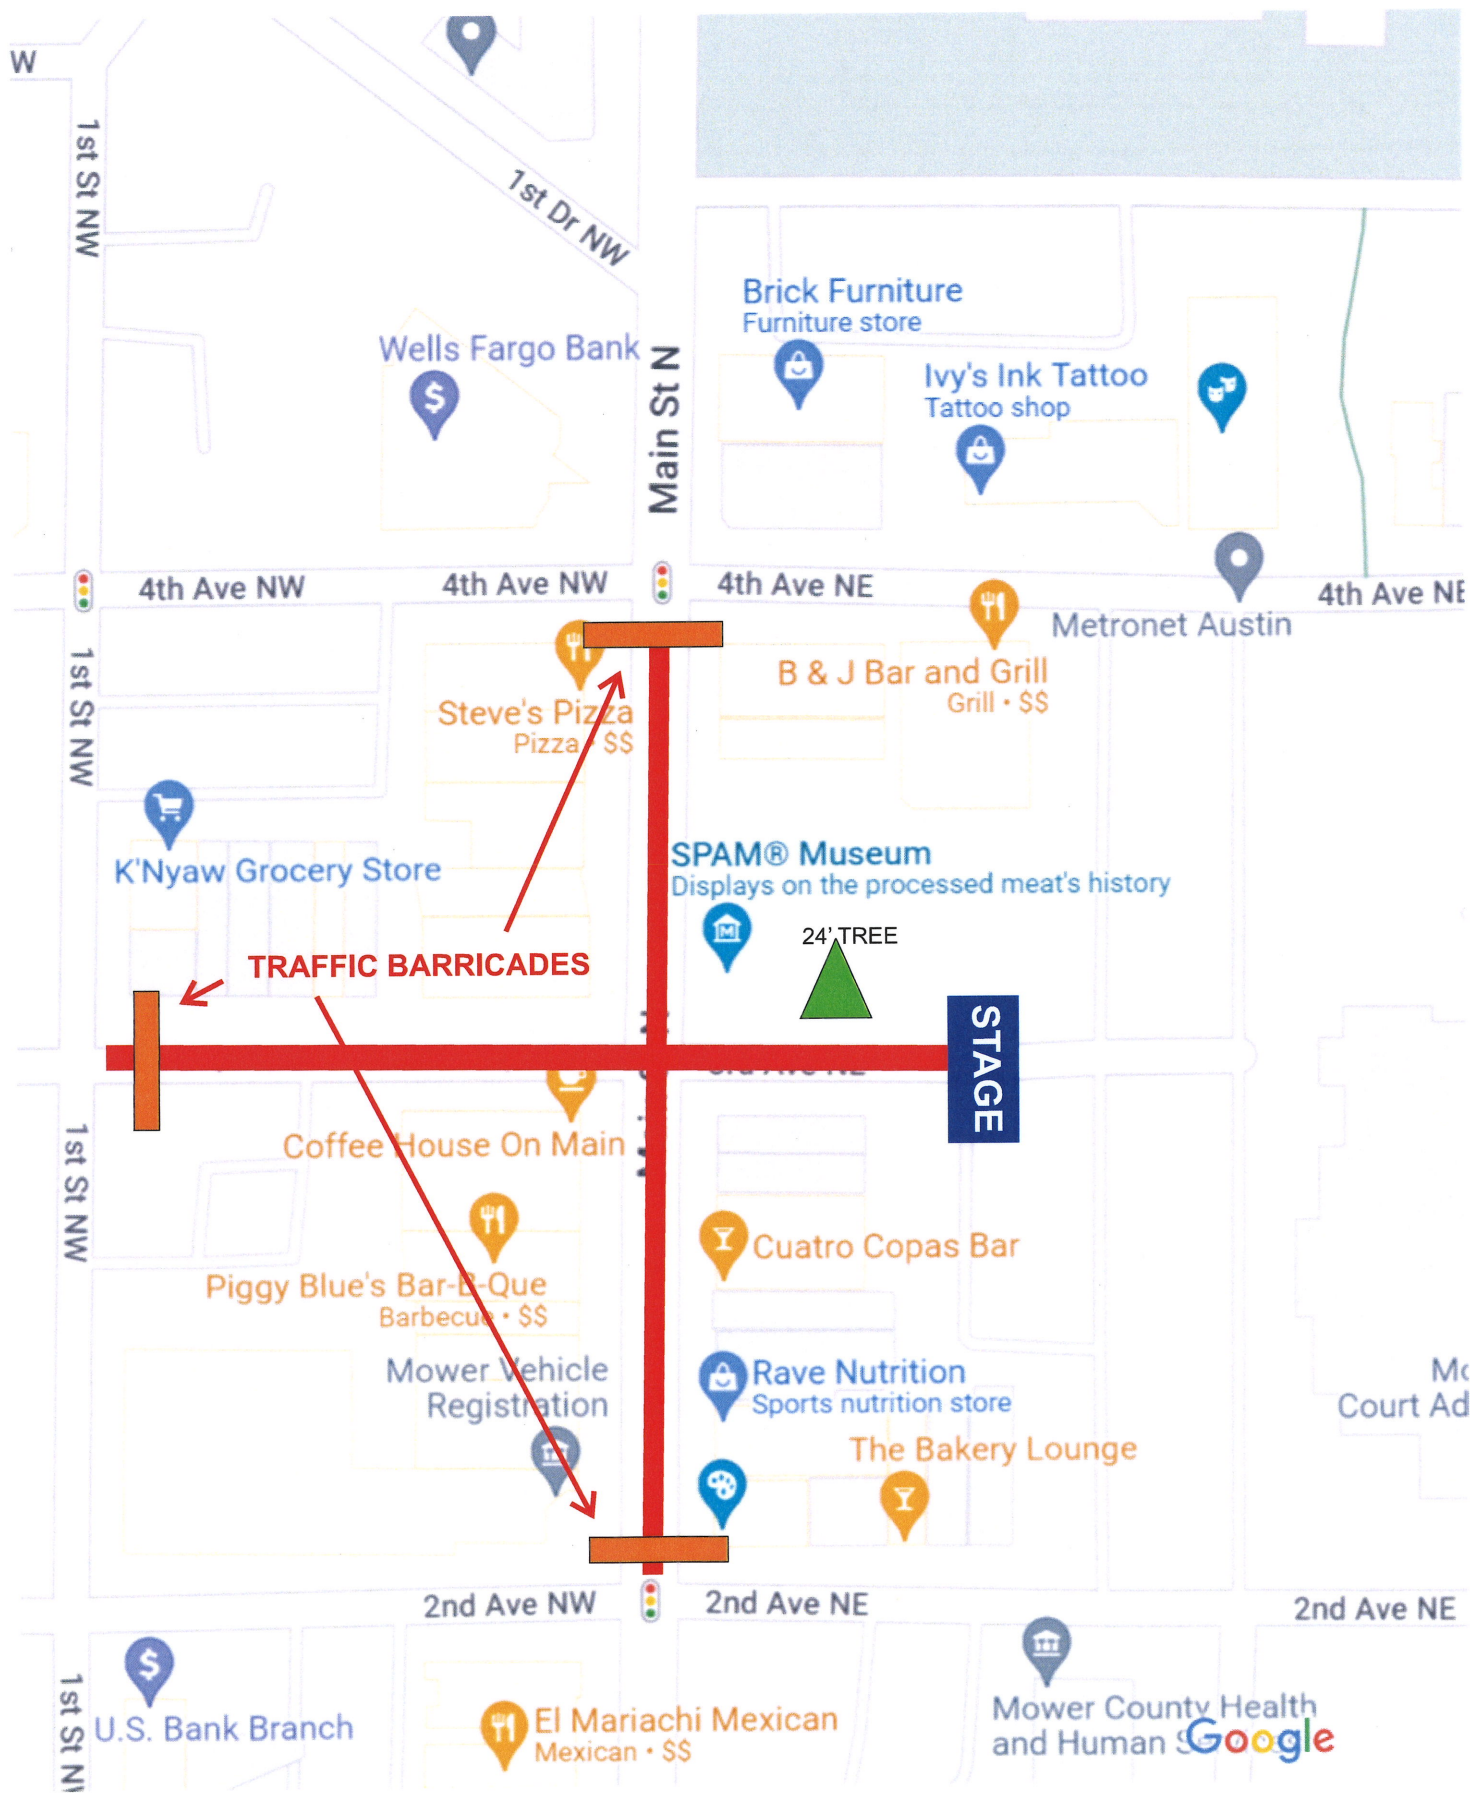 W
1st St NW
1st Dr NW
Brick Furniture
Furniture store
Wells Fargo Bank
Main St N
Ivy's Ink Tattoo
Tattoo shop
4th Ave NW
4th Ave NW
4th Ave NE
4th Ave NE
Metronet Austin
1st St NW
B & J Bar and Grill
Grill • $$
Steve's Pizza
Pizza • $$
K'Nyaw Grocery Store
SPAM® Museum
Displays on the processed meat's history
24' TREE
TRAFFIC BARRICADES
STAGE
Coffee House On Main
1st St NW
Cuatro Copas Bar
Piggy Blue's Bar-B-Que
Barbecue • $$
Mower Vehicle
Registration
Rave Nutrition
Sports nutrition store
Court Ad
The Bakery Lounge
2nd Ave NW
2nd Ave NE
2nd Ave NE
1st St N
U.S. Bank Branch
El Mariachi Mexican
Mexican • $$
Mower County Health
and Human
Google